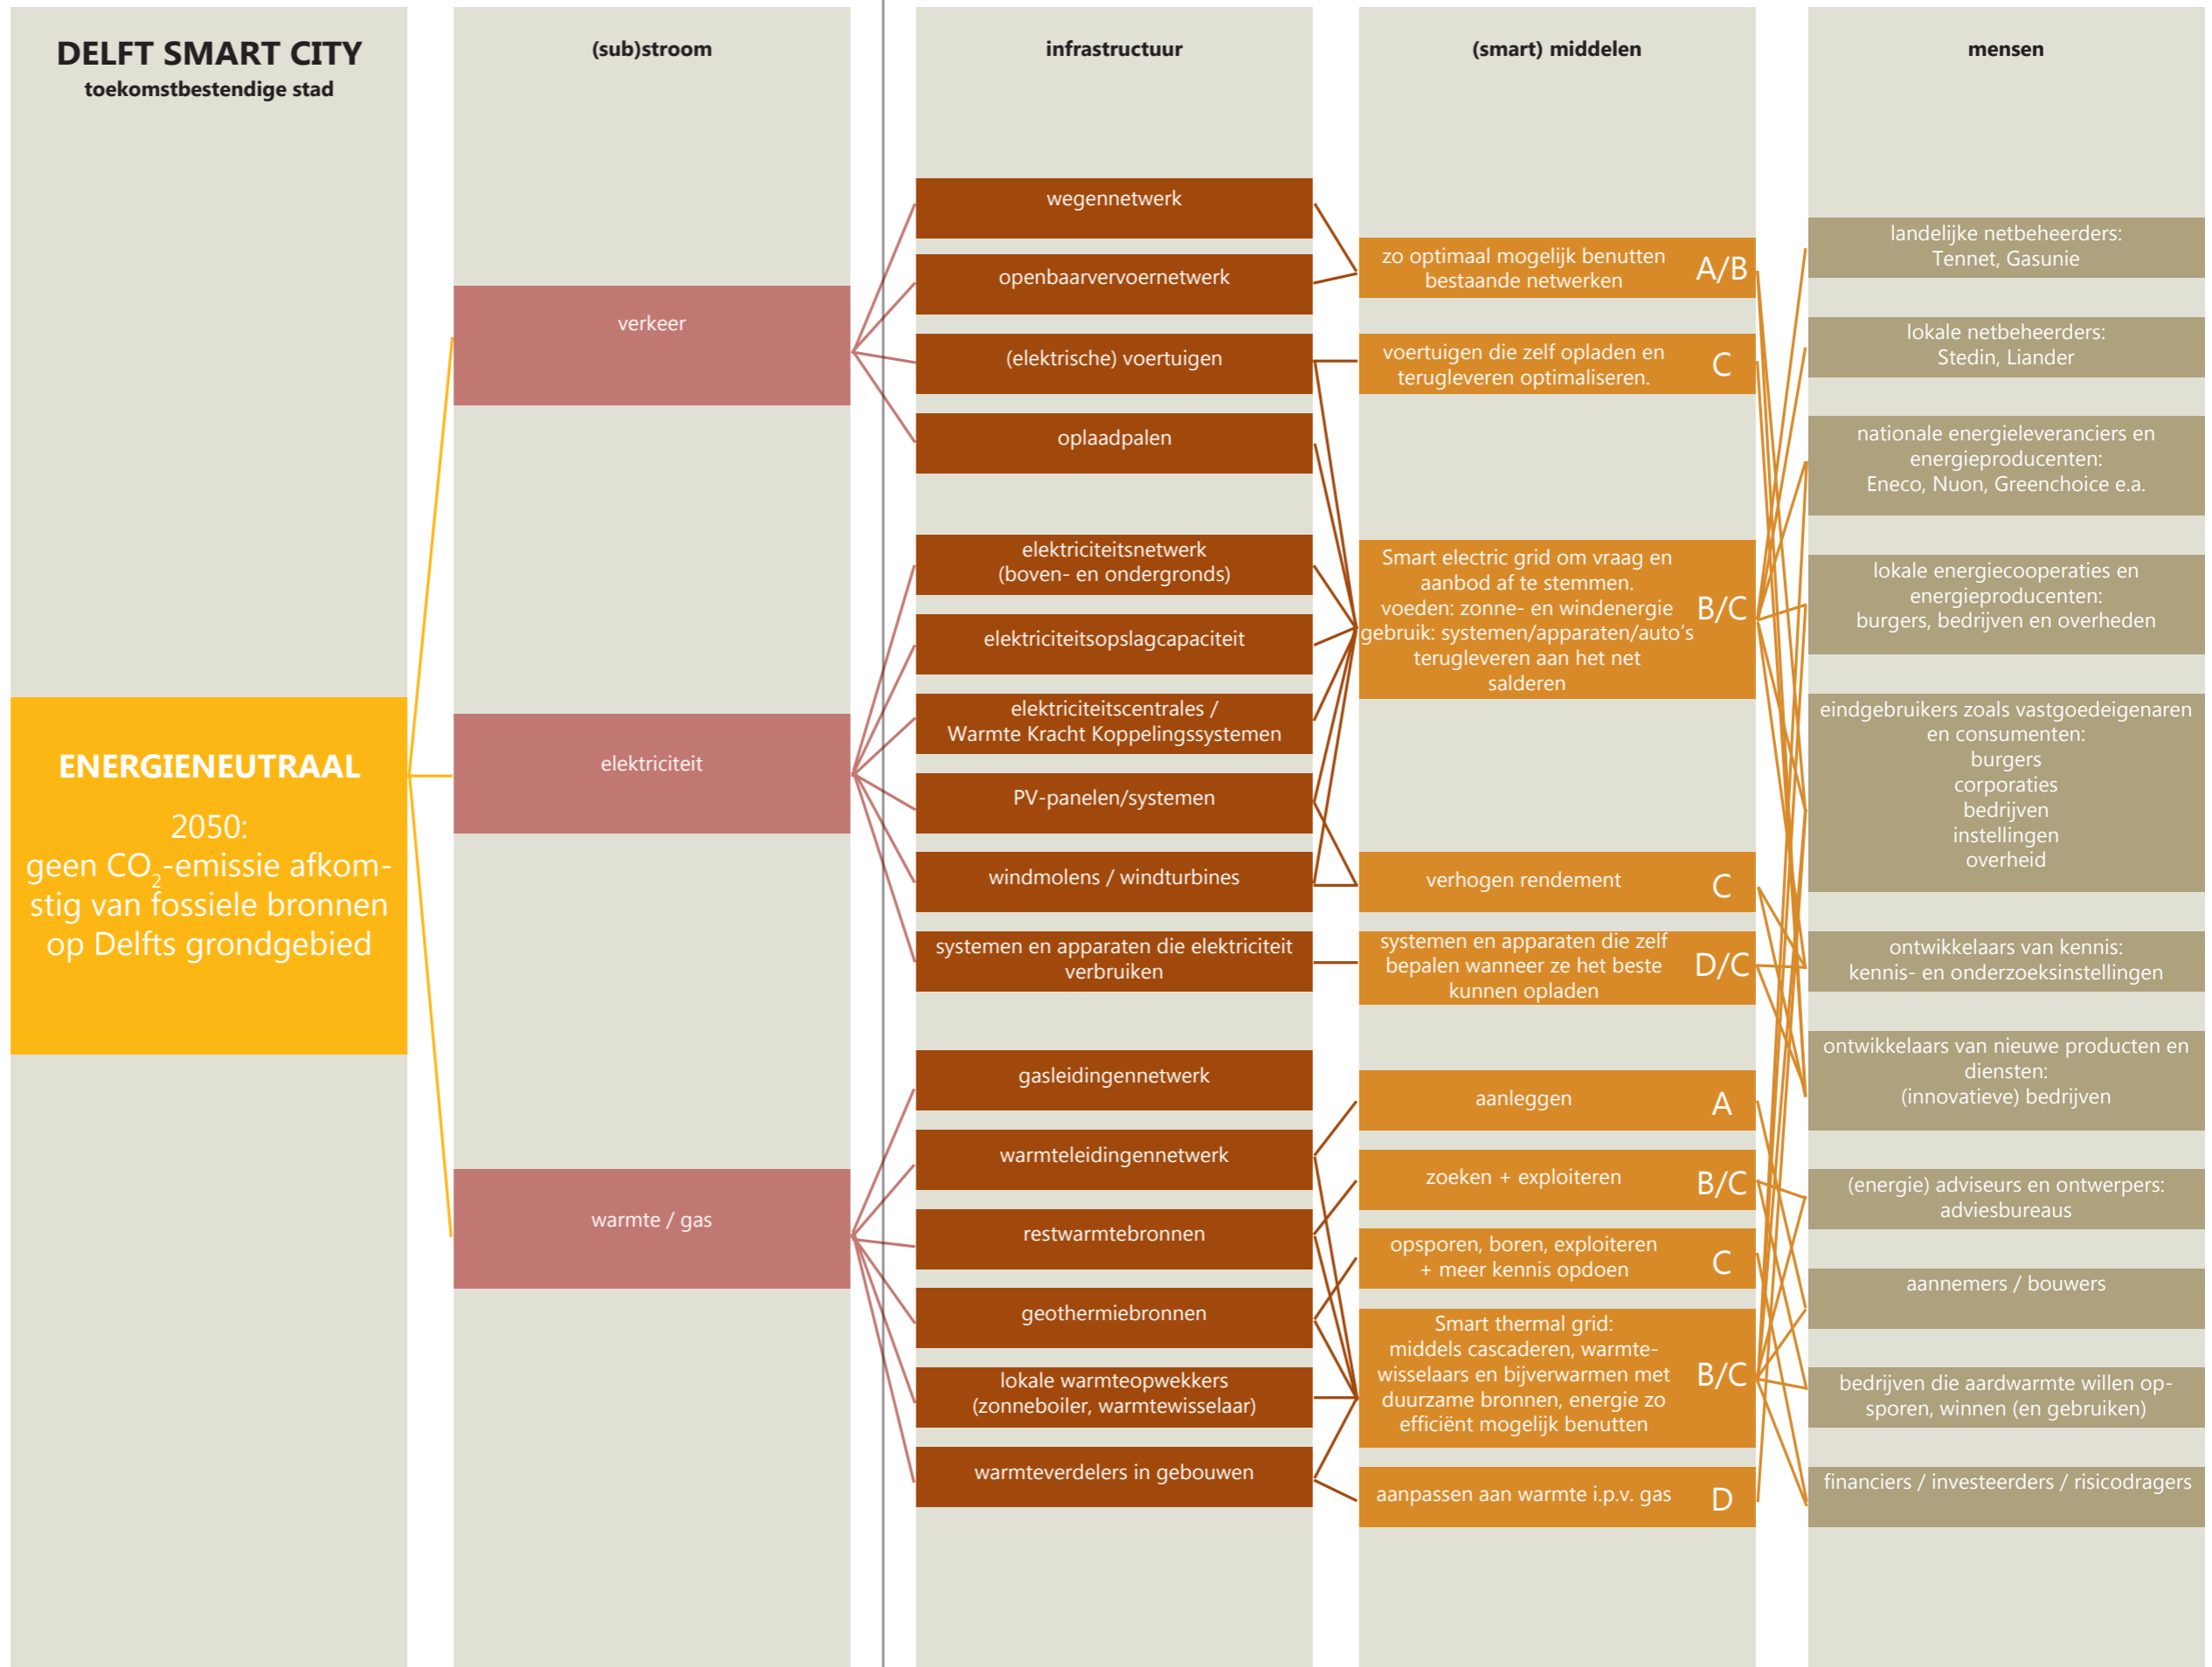 DELFT SMART CITY
toekomstbestendige stad
ENERGIENEUTRAAL
2050:
geen CO₂-emissie afkom-
stig van fossiele bronnen
op Delfts grondgebied
(sub)stroom
verkeer
elektriciteit
warmte / gas
infrastructuur
wegennetwerk
openbaarvervoernetwerk
(elektrische) voertuigen
oplaadpalen
elektriciteitsnetwerk
(boven- en ondergronds)
elektriciteitsopslagcapaciteit
elektriciteitscentrales /
Warmte Kracht Koppelingssystemen
PV-panelen/systemen
windmolens / windturbines
systemen en apparaten die elektriciteit
verbruiken
gasleidingennetwerk
warmteleidingennetwerk
restwarmtebronnen
geothermiebronnen
lokale warmteopwekkers
(zonneboiler, warmtewisselaar)
warmteverdelers in gebouwen
(smart) middelen
zo optimaal mogelijk benutten
bestaande netwerken
A/B
voertuigen die zelf opladen en
terugleveren optimaliseren.
C
Smart electric grid om vraag en
aanbod af te stemmen.
voeden: zonne- en windenergie
gebruik: systemen/apparaten/auto's
terugleveren aan het net
salderen
B/C
verhogen rendement
C
systemen en apparaten die zelf
bepalen wanneer ze het beste
kunnen opladen
D/C
aanleggen
A
zoeken + exploiteren
B/C
opsporen, boren, exploiteren
+ meer kennis opdoen
C
Smart thermal grid:
middels cascaderen, warmte-
wisselaars en bijverwarmen met
duurzame bronnen, energie zo
efficiënt mogelijk benutten
B/C
aanpassen aan warmte i.p.v. gas
D
mensen
landelijke netbeheerders:
Tennet, Gasunie
lokale netbeheerders:
Stedin, Liander
nationale energieleveranciers en
energieproducenten:
Eneco, Nuon, Greenchoice e.a.
lokale energiecooperaties en
energieproducenten:
burgers, bedrijven en overheden
eindgebruikers zoals vastgoedeigenaren
en consumenten:
burgers
corporaties
bedrijven
instellingen
overheid
ontwikkelaars van kennis:
kennis- en onderzoeksinstellingen
ontwikkelaars van nieuwe producten en
diensten:
(innovatieve) bedrijven
(energie) adviseurs en ontwerpers:
adviesbureaus
aannemers / bouwers
bedrijven die aardwarmte willen op-
sporen, winnen (en gebruiken)
financiers / investeerders / risicodragers